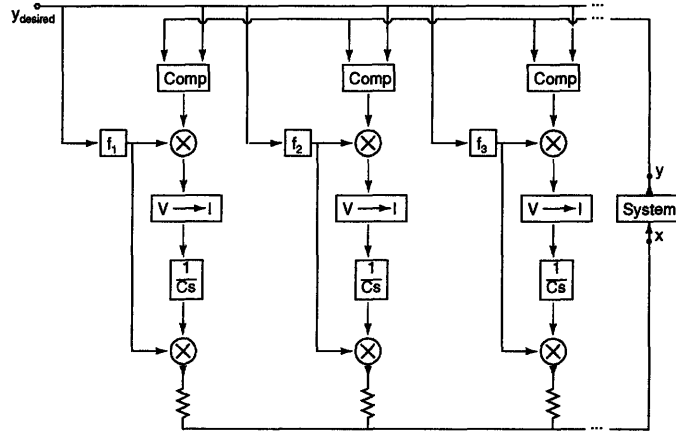 y desired
...
...
Comp
Comp
Comp
f1
f2
f3
y
V → I
V → I
V → I
System
x
1
Cs
1
Cs
1
Cs
...